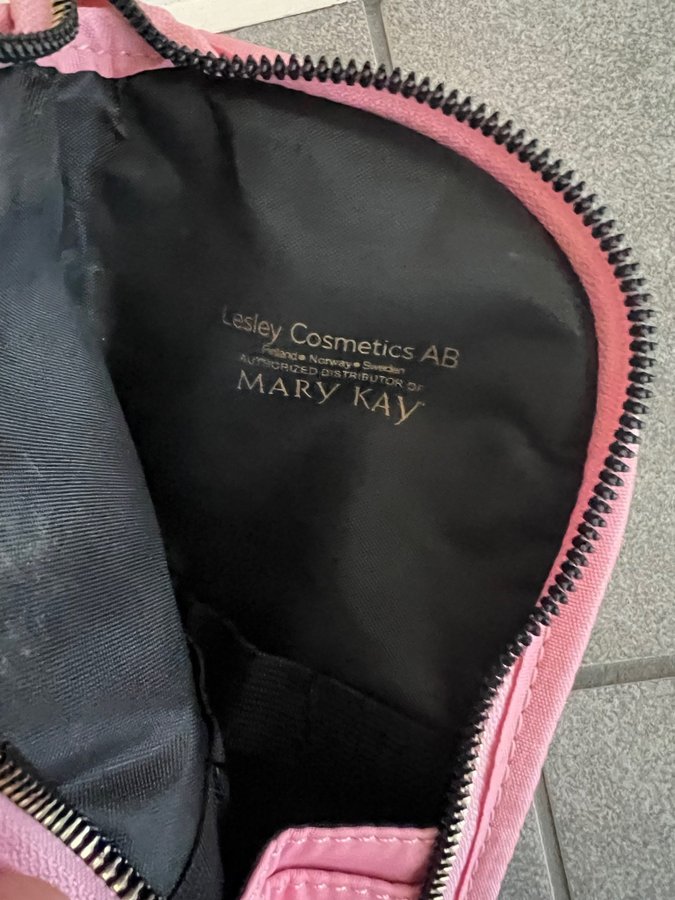 Lesley Cosmetics AB
Finland• Norway• Sweden
AUTHORIZED DISTRIBUTOR OF
MARY KAY